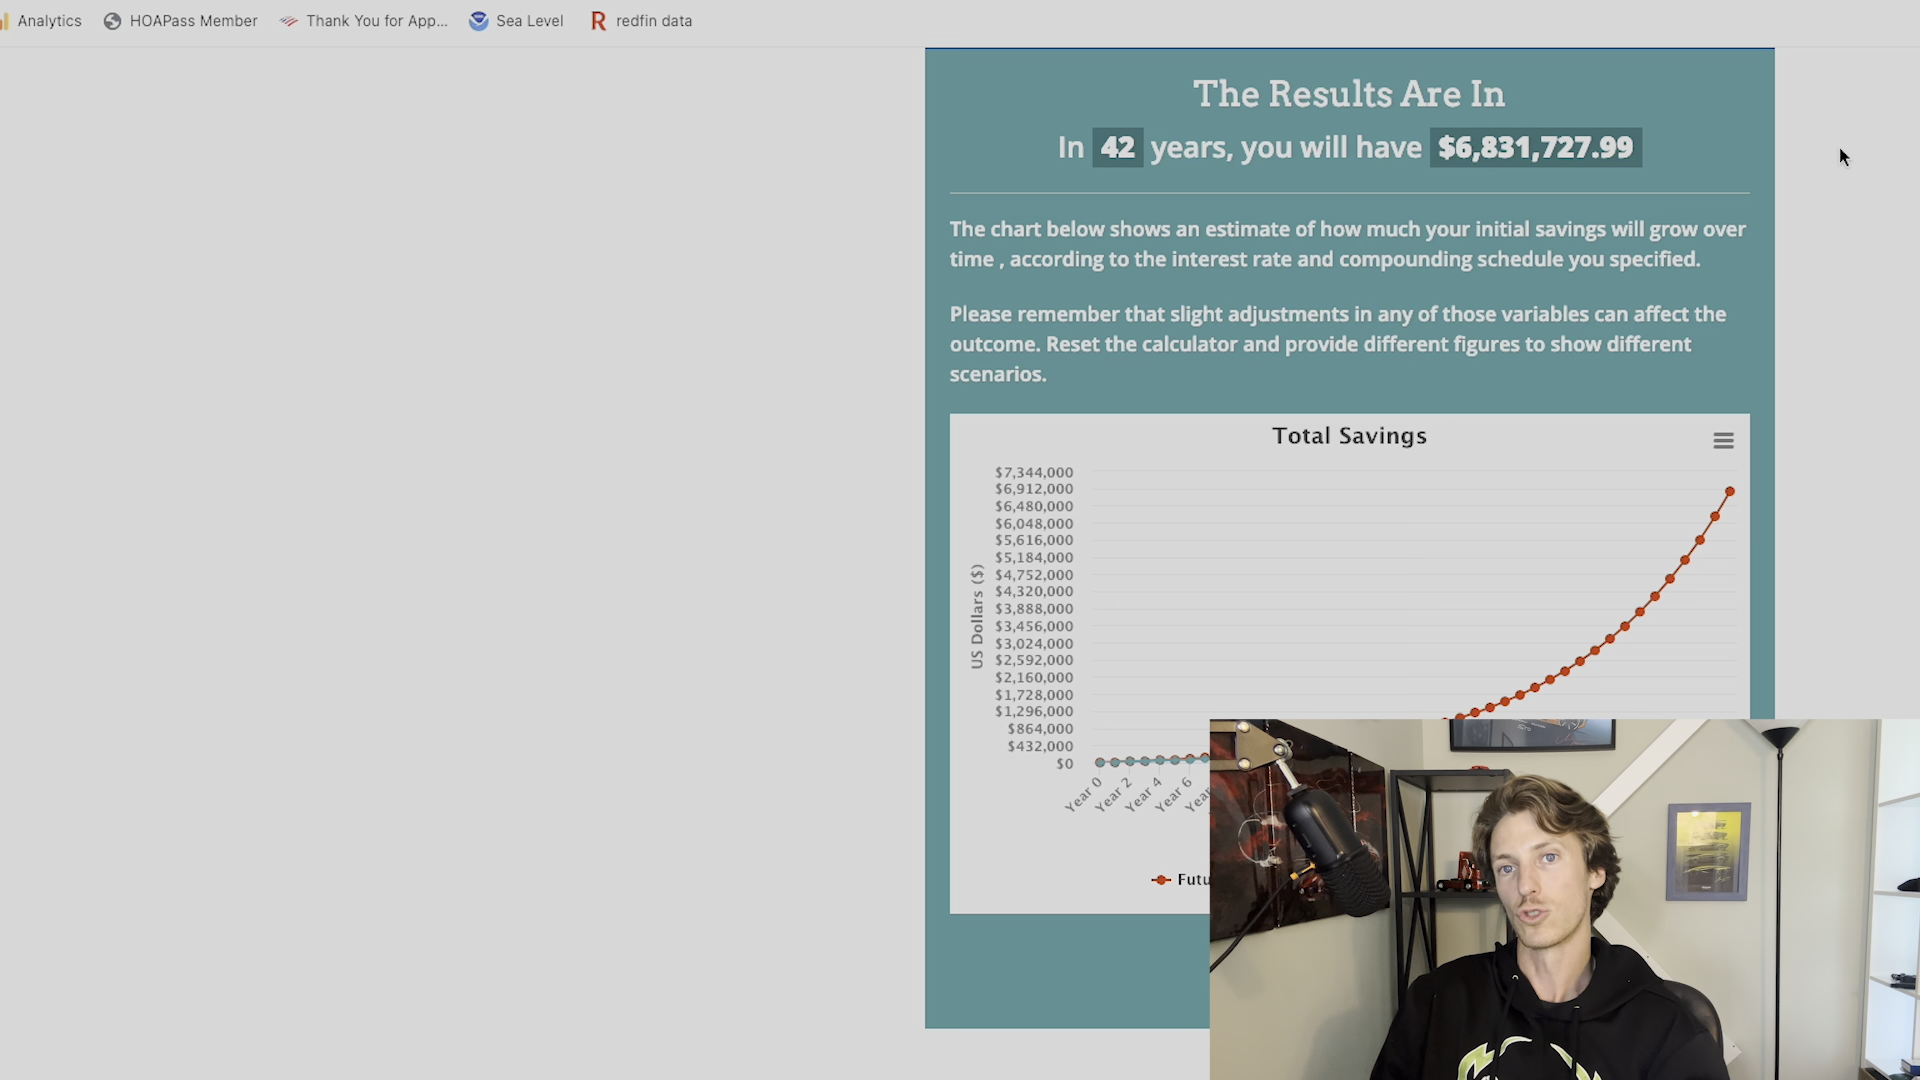 Analytics
HOAPass Member
Thank You for App...
Sea Level
redfin data
The Results Are In
In 42 years, you will have $6,831,727.99
The chart below shows an estimate of how much your initial savings will grow over
time , according to the interest rate and compounding schedule you specified.
Please remember that slight adjustments in any of those variables can affect the
outcome. Reset the calculator and provide different figures to show different
scenarios.
Total Savings
US Dollars ($)
$7,344,000
$6,912,000
$6,480,000
$6,048,000
$5,616,000
$5,184,000
$4,752,000
$4,320,000
$3,888,000
$3,456,000
$3,024,000
$2,592,000
$2,160,000
$1,728,000
$1,296,000
$864,000
$432,000
$0
Year 0
Year 2
Year 4
Year 6